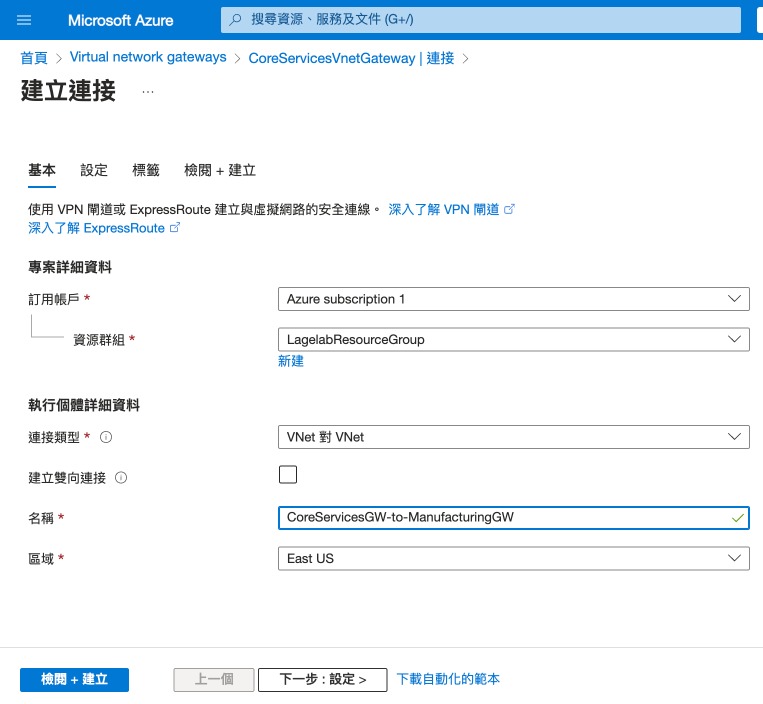 Microsoft Azure
搜尋資源、服務及文件 (G+/)
首頁 > Virtual network gateways > CoreServicesVnetGateway | 連接 >
建立連接 ...
基本 設定 標籤 檢閱 + 建立
使用 VPN 閘道或 ExpressRoute 建立與虛擬網路的安全連線。 深入了解 VPN 閘道
深入了解 ExpressRoute
專案詳細資料
訂用帳戶 * Azure subscription 1
資源群組 * LagelabResourceGroup
新建
執行個體詳細資料
連接類型 * VNet 對 VNet
建立雙向連接
名稱 * CoreServicesGW-to-ManufacturingGW
區域 * East US
檢閱 + 建立 上一個 下一步 : 設定 > 下載自動化的範本